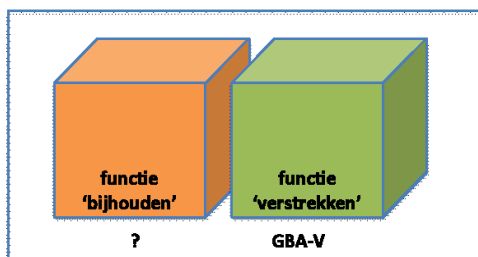 functie
'bijhouden'
functie
'verstrekken'
?
GBA-V